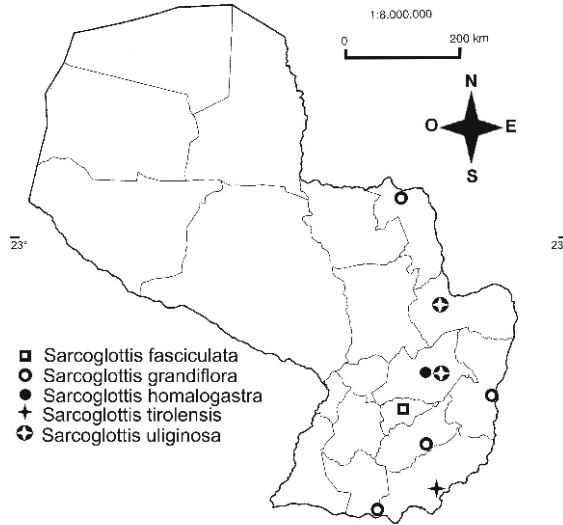 1:8.000.000
0 200 km
N
O E
S
23° 23
Sarcoglottis fasciculata
Sarcoglottis grandiflora
Sarcoglottis homalogastra
Sarcoglottis tirolensis
Sarcoglottis uliginosa